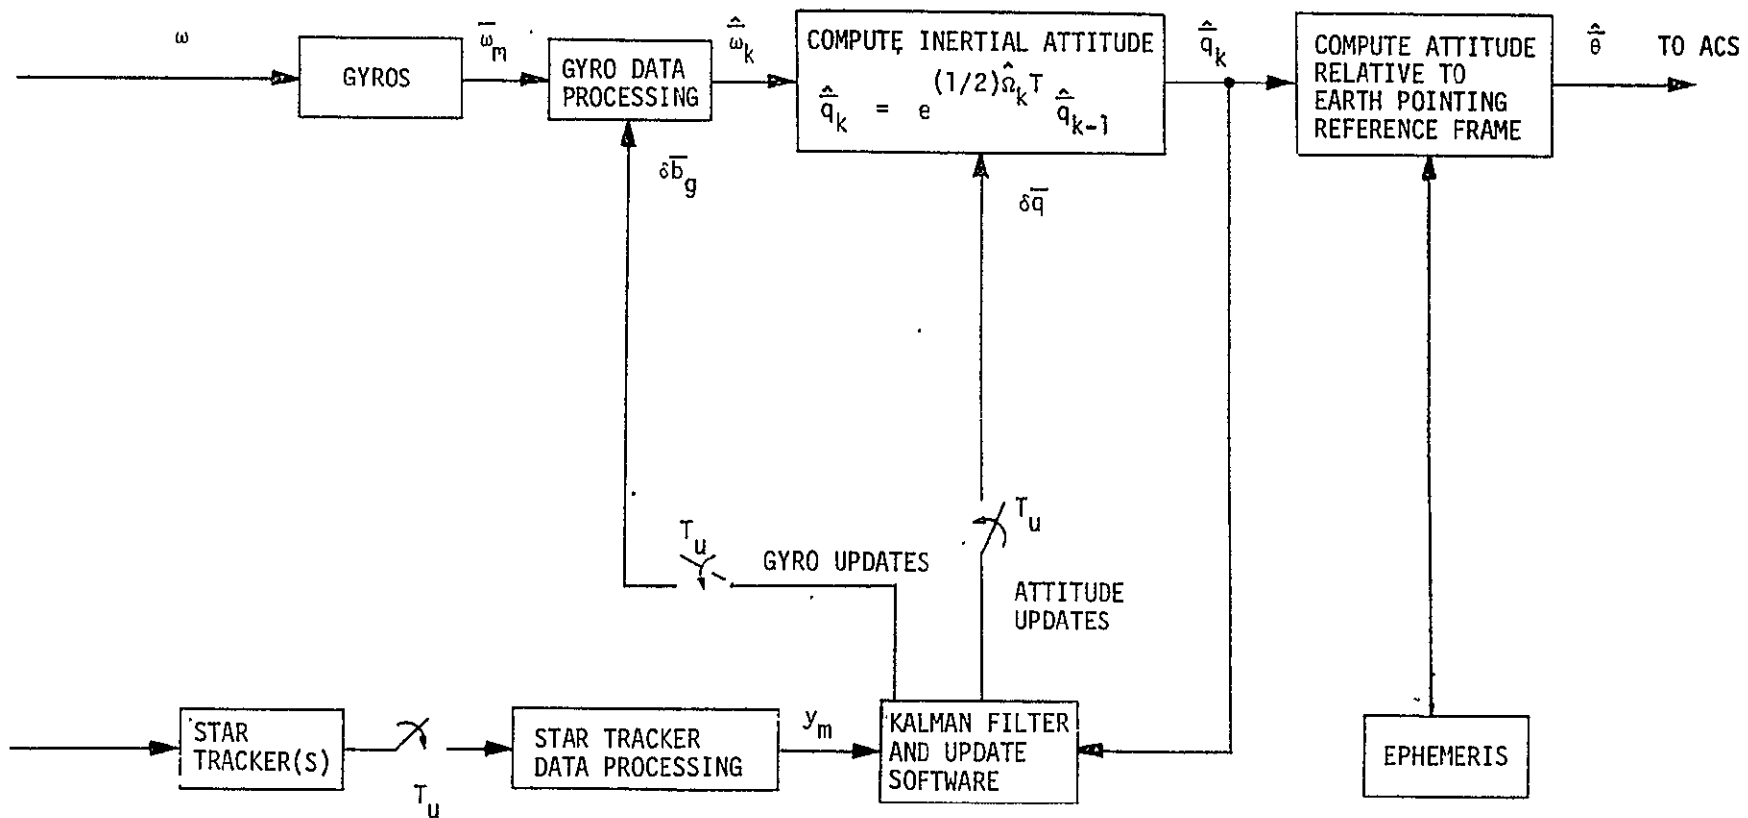 ω
ω̄m
ω̂̄k
q̂̄k
θ̂̄ TO ACS
GYROS
GYRO DATA
PROCESSING
COMPUTE INERTIAL ATTITUDE
q̂̄k = e^(1/2)Ω̂kT q̂̄k-1
COMPUTE ATTITUDE
RELATIVE TO
EARTH POINTING
REFERENCE FRAME
δb̄g
δq̄
Tu
Tu
GYRO UPDATES
ATTITUDE
UPDATES
STAR
TRACKER(S)
Tu
STAR TRACKER
DATA PROCESSING
ym
KALMAN FILTER
AND UPDATE
SOFTWARE
EPHEMERIS